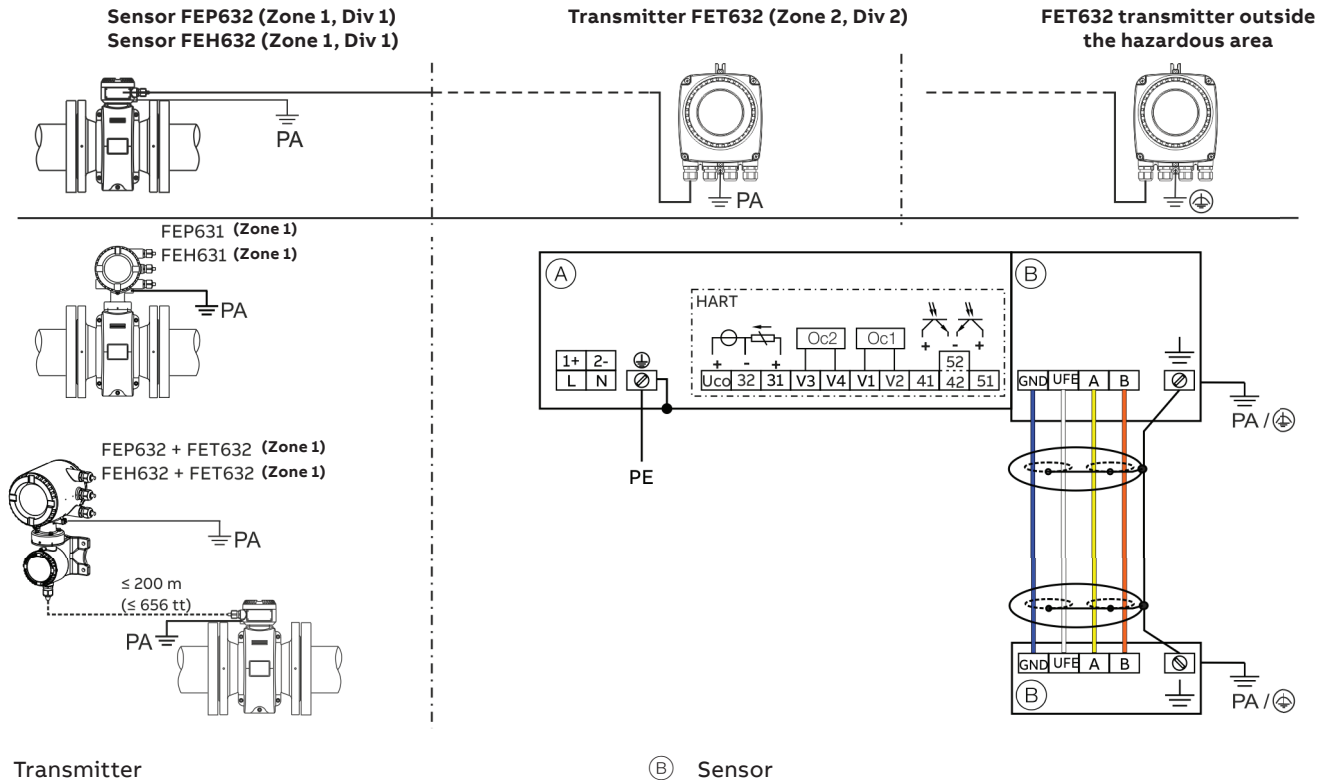 Sensor FEP632 (Zone 1, Div 1)
Sensor FEH632 (Zone 1, Div 1)
Transmitter FET632 (Zone 2, Div 2)
FET632 transmitter outside
the hazardous area
PA
PA
FEP631 (Zone 1)
FEH631 (Zone 1)
PA
FEP632 + FET632 (Zone 1)
FEH632 + FET632 (Zone 1)
PA
≤ 200 m
(≤ 656 tt)
PA
A
HART
Oc2 Oc1
+ - + + - +
1+ 2-
L N
52
Uco 32 31 V3 V4 V1 V2 41 42 51
PE
B
GND UFE A B
PA /
GND UFE A B
B
PA /
Transmitter
B Sensor